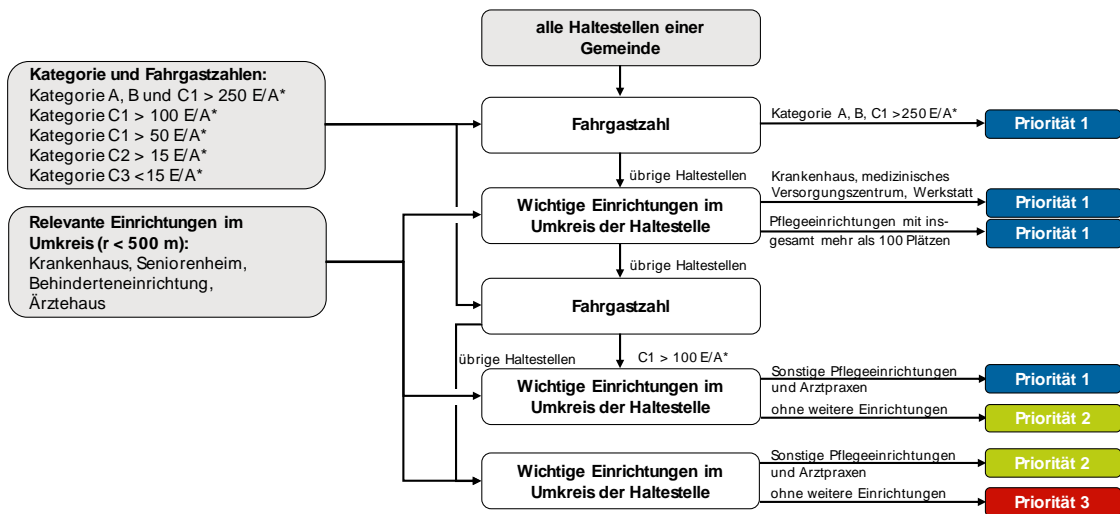 alle Haltestellen einer
Gemeinde
Kategorie und Fahrgastzahlen:
Kategorie A, B und C1 > 250 E/A*
Kategorie C1 > 100 E/A*
Kategorie C1 > 50 E/A*
Kategorie C2 > 15 E/A*
Kategorie C3 < 15 E/A*
Fahrgastzahl
Kategorie A, B, C1 >250 E/A*
Priorität 1
übrige Haltestellen
Relevante Einrichtungen im
Umkreis (r < 500 m):
Krankenhaus, Seniorenheim,
Behinderteneinrichtung,
Ärztehaus
Wichtige Einrichtungen im
Umkreis der Haltestelle
Krankenhaus, medizinisches
Versorgungszentrum, Werkstatt
Priorität 1
Pflegeeinrichtungen mit ins-
gesamt mehr als 100 Plätzen
Priorität 1
übrige Haltestellen
Fahrgastzahl
übrige Haltestellen
C1 > 100 E/A*
Wichtige Einrichtungen im
Umkreis der Haltestelle
Sonstige Pflegeeinrichtungen
und Arztpraxen
Priorität 1
ohne weitere Einrichtungen
Priorität 2
Wichtige Einrichtungen im
Umkreis der Haltestelle
Sonstige Pflegeeinrichtungen
und Arztpraxen
Priorität 2
ohne weitere Einrichtungen
Priorität 3